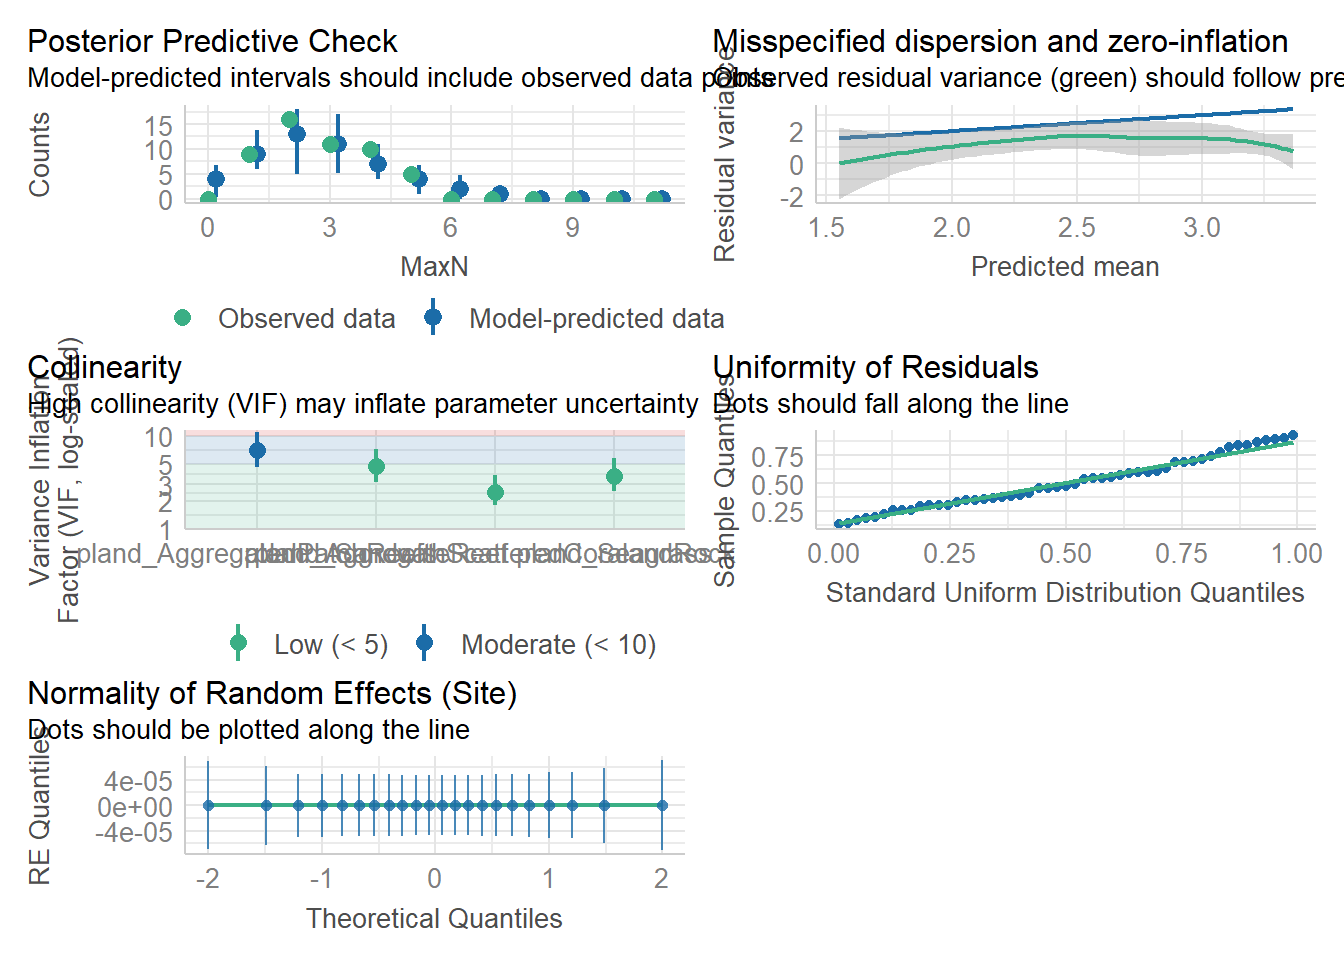 Posterior Predictive Check
Model-predicted intervals should include observed data points
Counts
15
10
5
0
0 3 6 9
MaxN
Observed data
Model-predicted data
Misspecified dispersion and zero-inflation
Observed residual variance (green) should follow pre
Residual variance
2
0
-2
1.5 2.0 2.5 3.0
Predicted mean
Collinearity
High collinearity (VIF) may inflate parameter uncertainty
Variance Inflation
Factor (VIF, log-scaled)
10
5
3
2
1
Low (< 5)
Moderate (< 10)
Uniformity of Residuals
Dots should fall along the line
Sample Quantiles
0.75
0.50
0.25
0.00 0.25 0.50 0.75 1.00
Standard Uniform Distribution Quantiles
Normality of Random Effects (Site)
Dots should be plotted along the line
RE Quantiles
4e-05
0e+00
-4e-05
-2 -1 0 1 2
Theoretical Quantiles